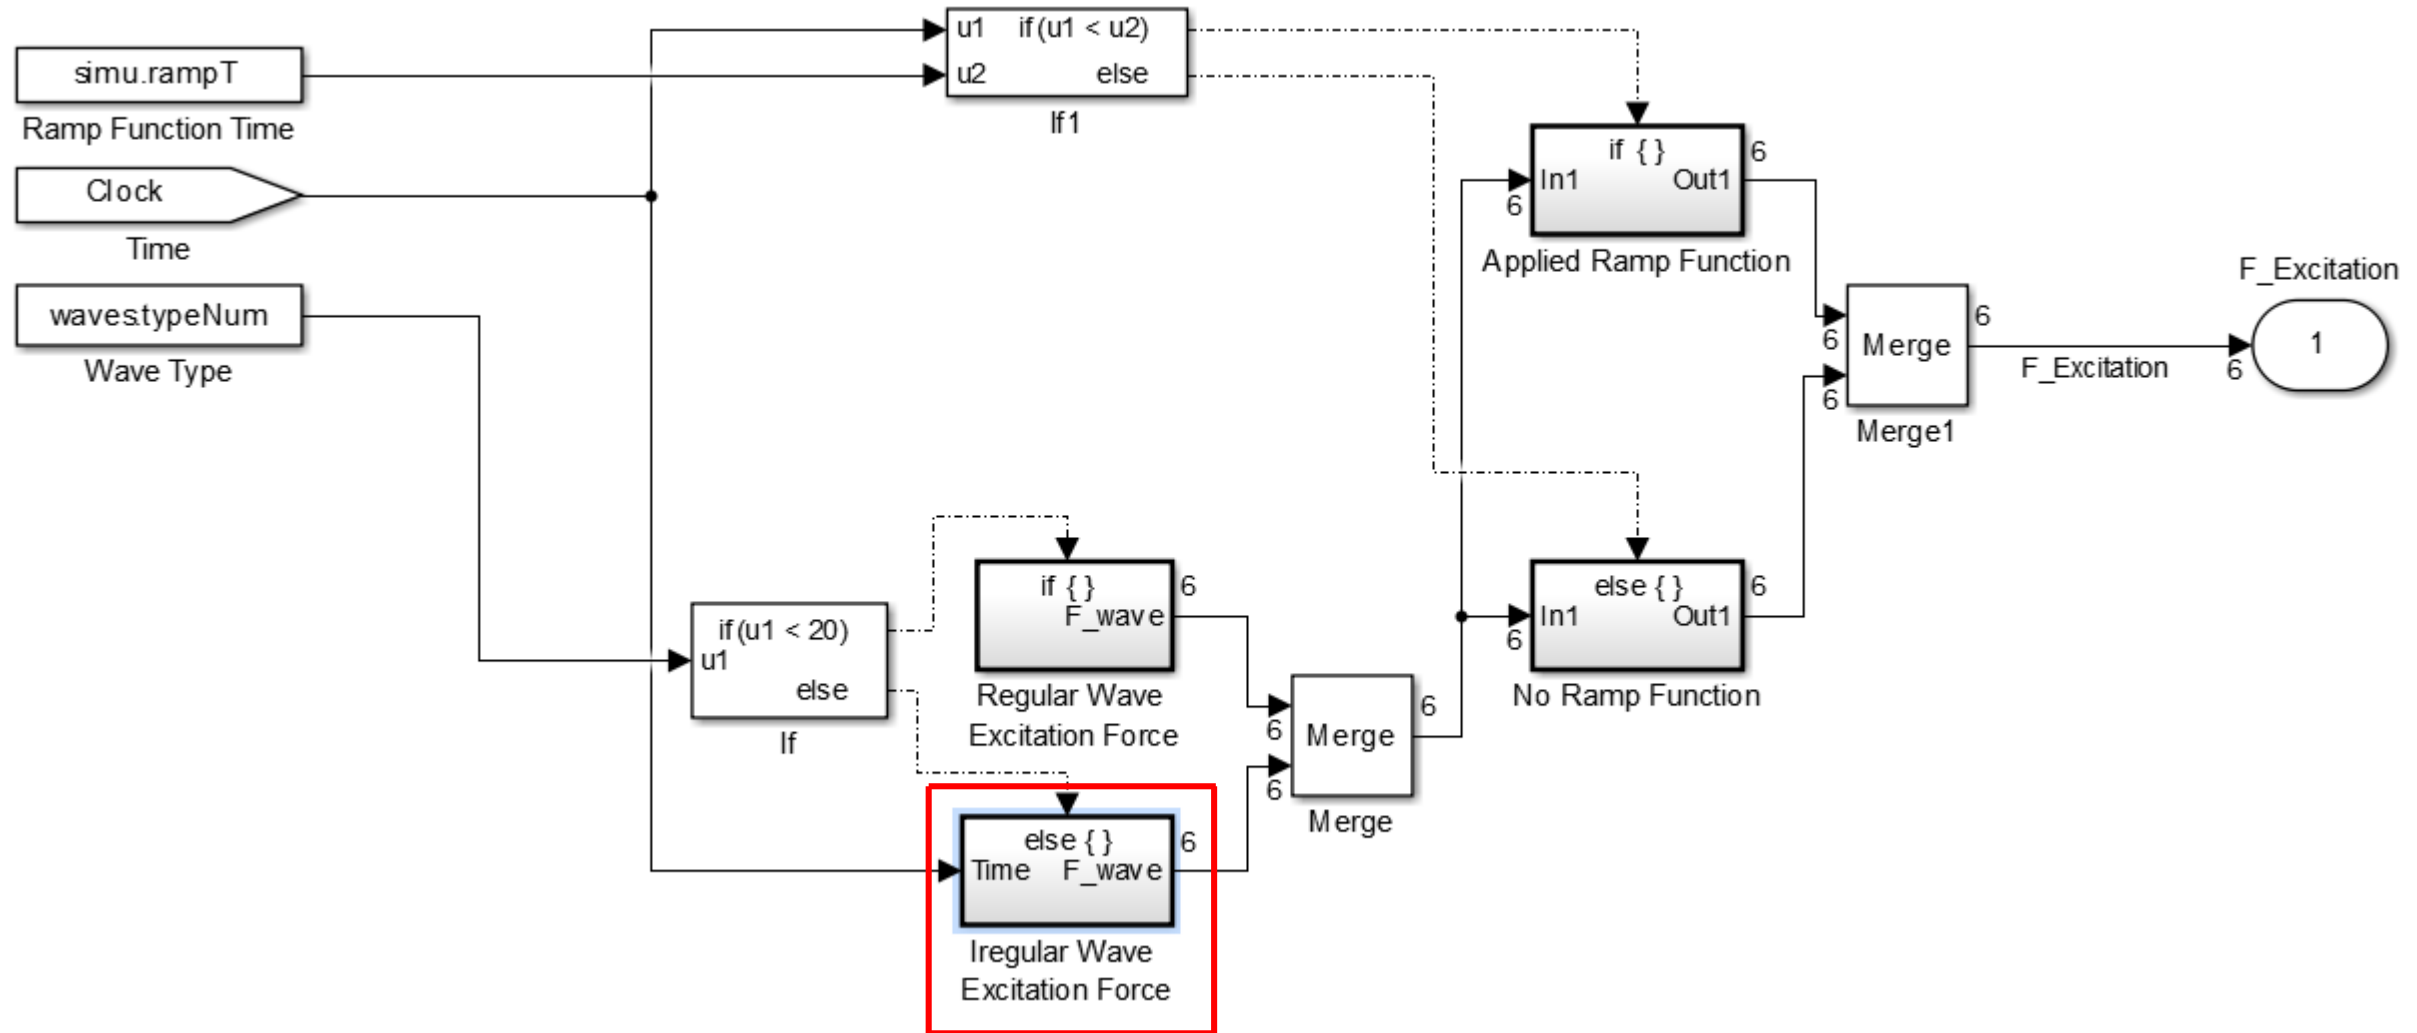 simu.rampT
Ramp Function Time
Clock
Time
waves.typeNum
Wave Type
u1 if(u1 < u2)
u2 else
If1
if { }
In1 Out1
6
6
Applied Ramp Function
6
6
Merge
6
Merge1
F_Excitation
F_Excitation
6
1
u1
if(u1 < 20)
else
If
if { }
F_wave
6
Regular Wave
Excitation Force
else { }
Time F_wave
6
Iregular Wave
Excitation Force
6
6
Merge
6
Merge
else { }
In1 Out1
6
6
No Ramp Function